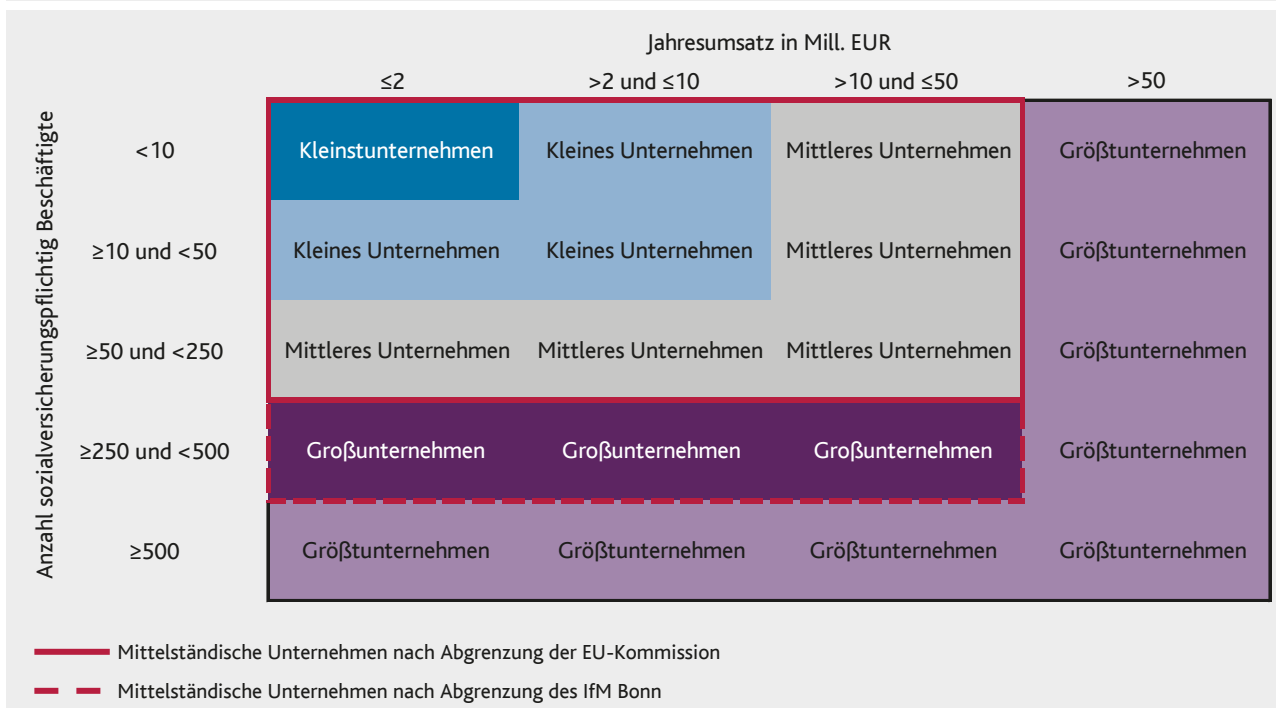 Jahresumsatz in Mill. EUR
≤2 >2 und ≤10 >10 und ≤50 >50
Anzahl sozialversicherungspflichtig Beschäftigte
<10 Kleinstunternehmen Kleines Unternehmen Mittleres Unternehmen Größtunternehmen
≥10 und <50 Kleines Unternehmen Kleines Unternehmen Mittleres Unternehmen Größtunternehmen
≥50 und <250 Mittleres Unternehmen Mittleres Unternehmen Mittleres Unternehmen Größtunternehmen
≥250 und <500 Großunternehmen Großunternehmen Großunternehmen Größtunternehmen
≥500 Größtunternehmen Größtunternehmen Größtunternehmen Größtunternehmen
Mittelständische Unternehmen nach Abgrenzung der EU-Kommission
Mittelständische Unternehmen nach Abgrenzung des IfM Bonn